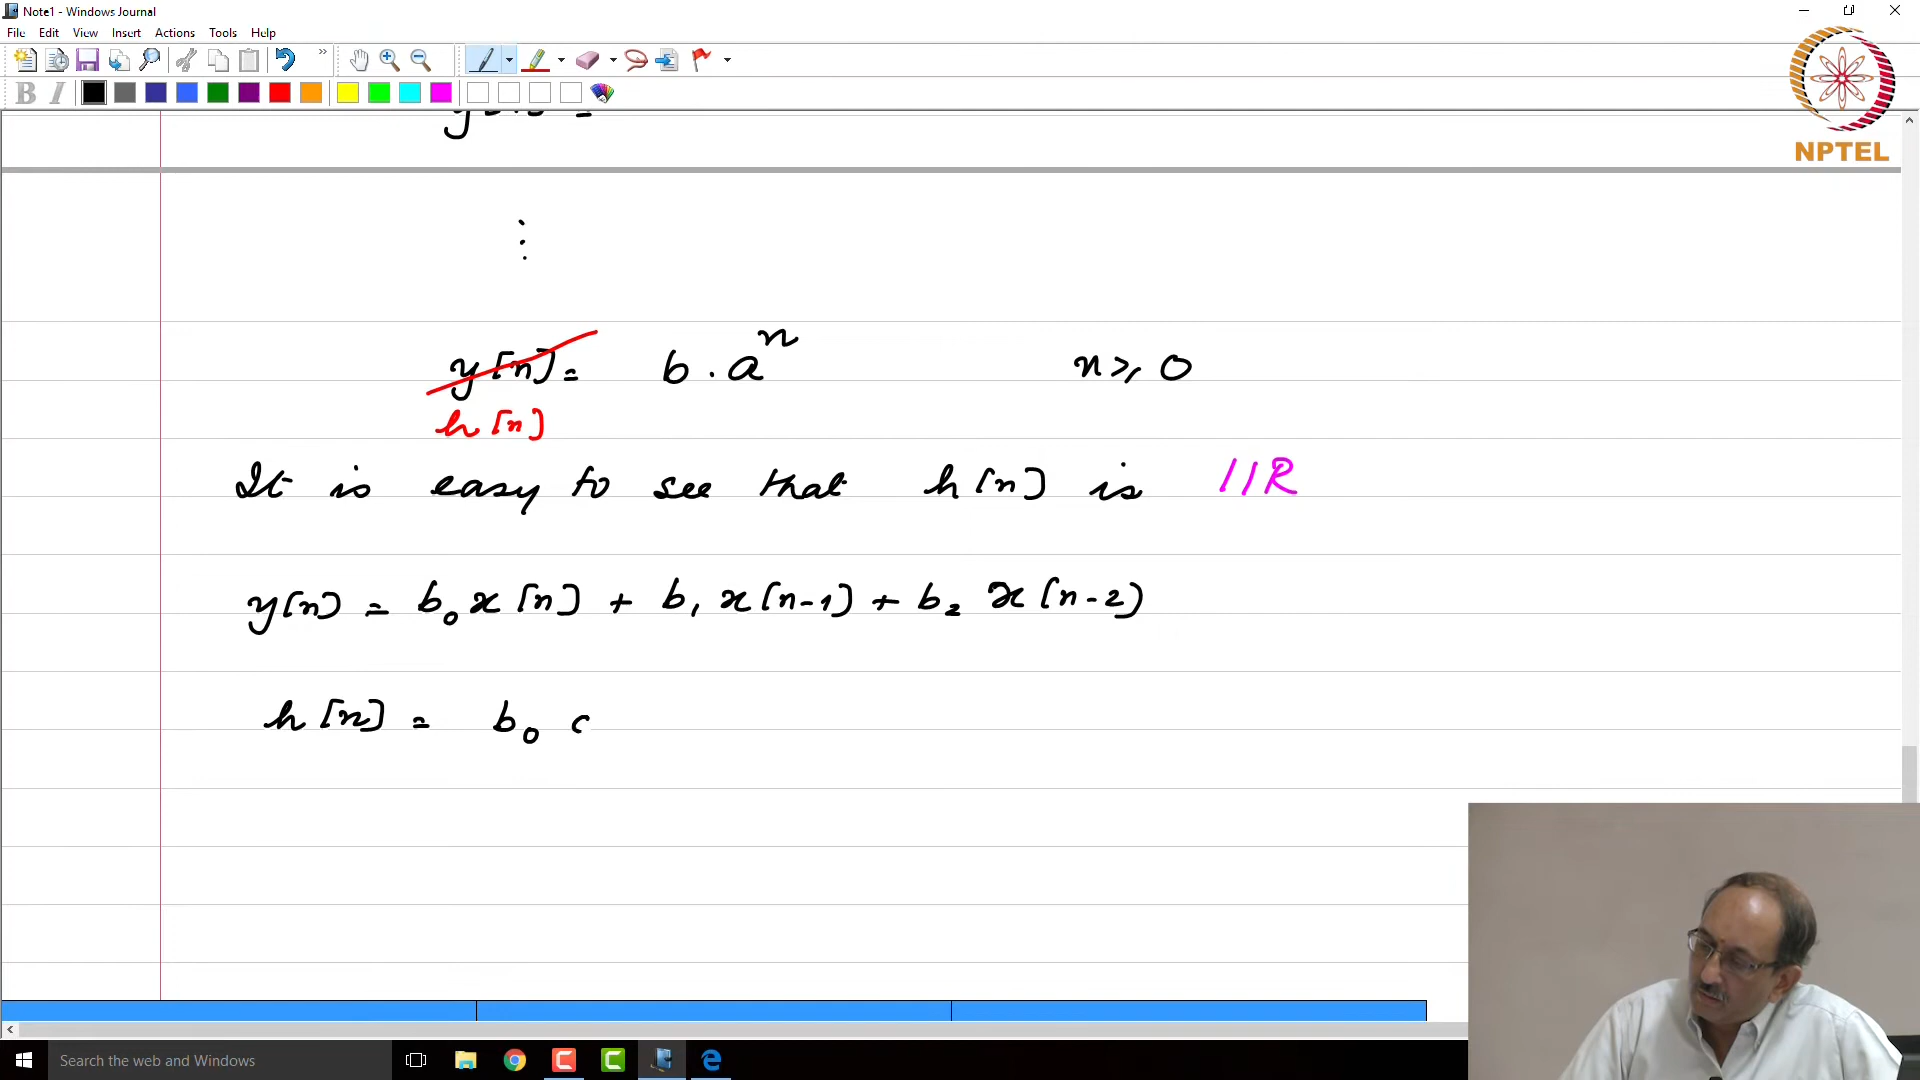 Note1 - Windows Journal
File Edit View Insert Actions Tools Help
B I
NPTEL
⋮
y[n] = b . a^n n ≥ 0
h[n]
It is easy to see that h[n] is IIR
y[n] = b₀ x[n] + b₁ x[n-1] + b₂ x[n-2]
h[n] = b₀
Search the web and Windows